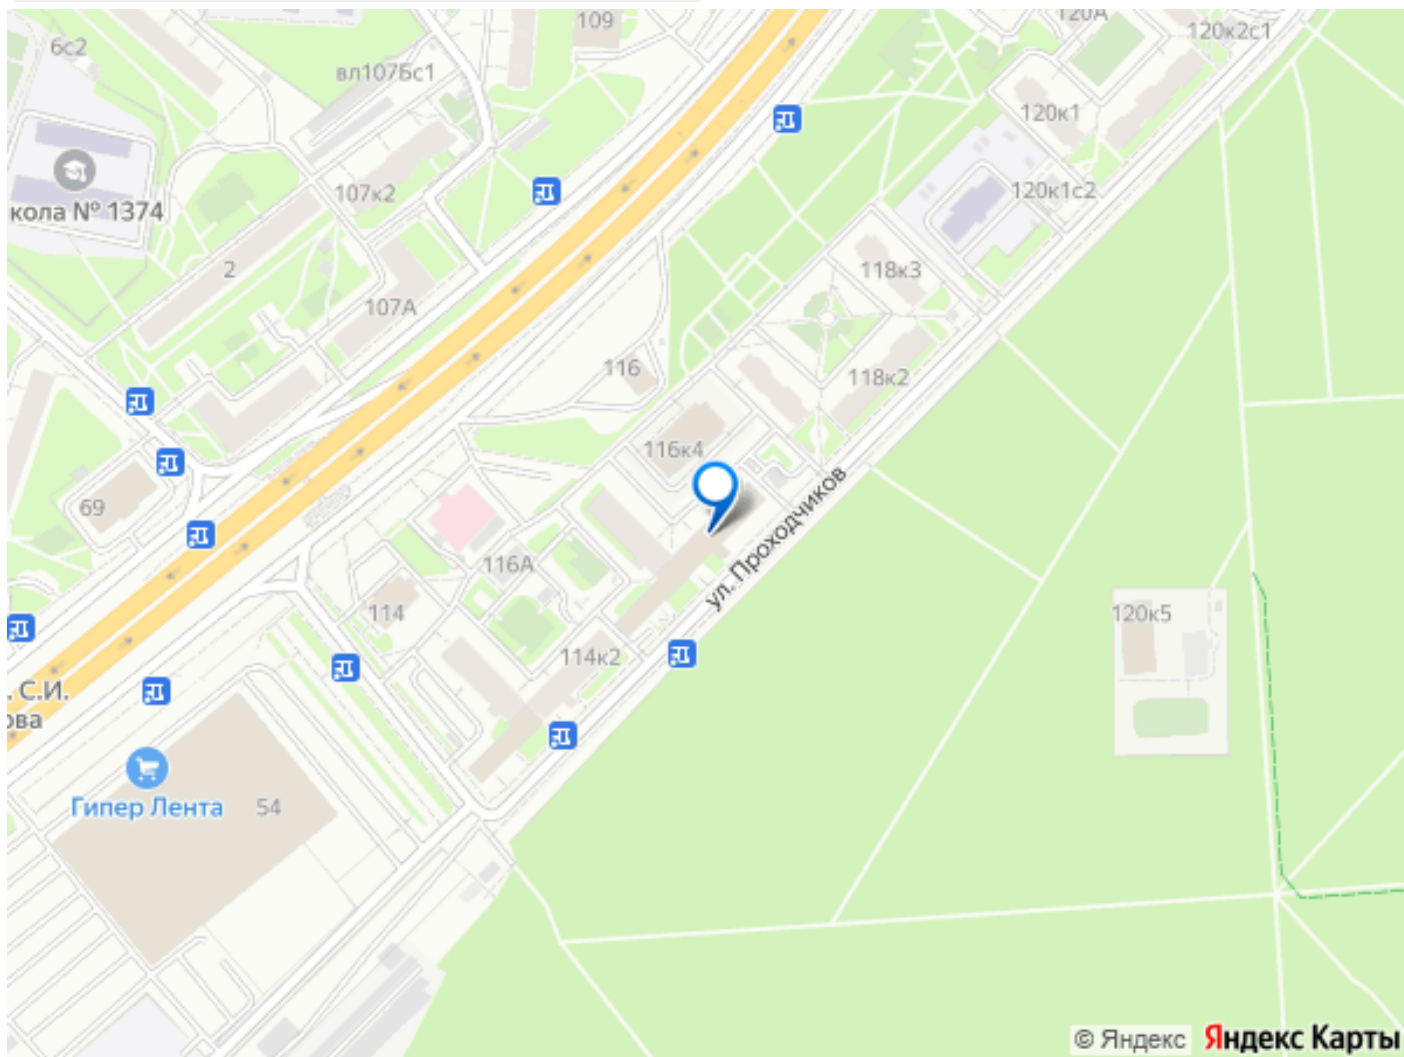 109
120А
120к2с1
6с2
вл107Бс1
120к1
кола № 1374
107к2
120к1с2
2
118к3
107А
116
118к2
116к4
69
ул. Проходчиков
116А
114
120к5
114к2
. С.И.
ова
Гипер Лента
54
© Яндекс
Яндекс Карты